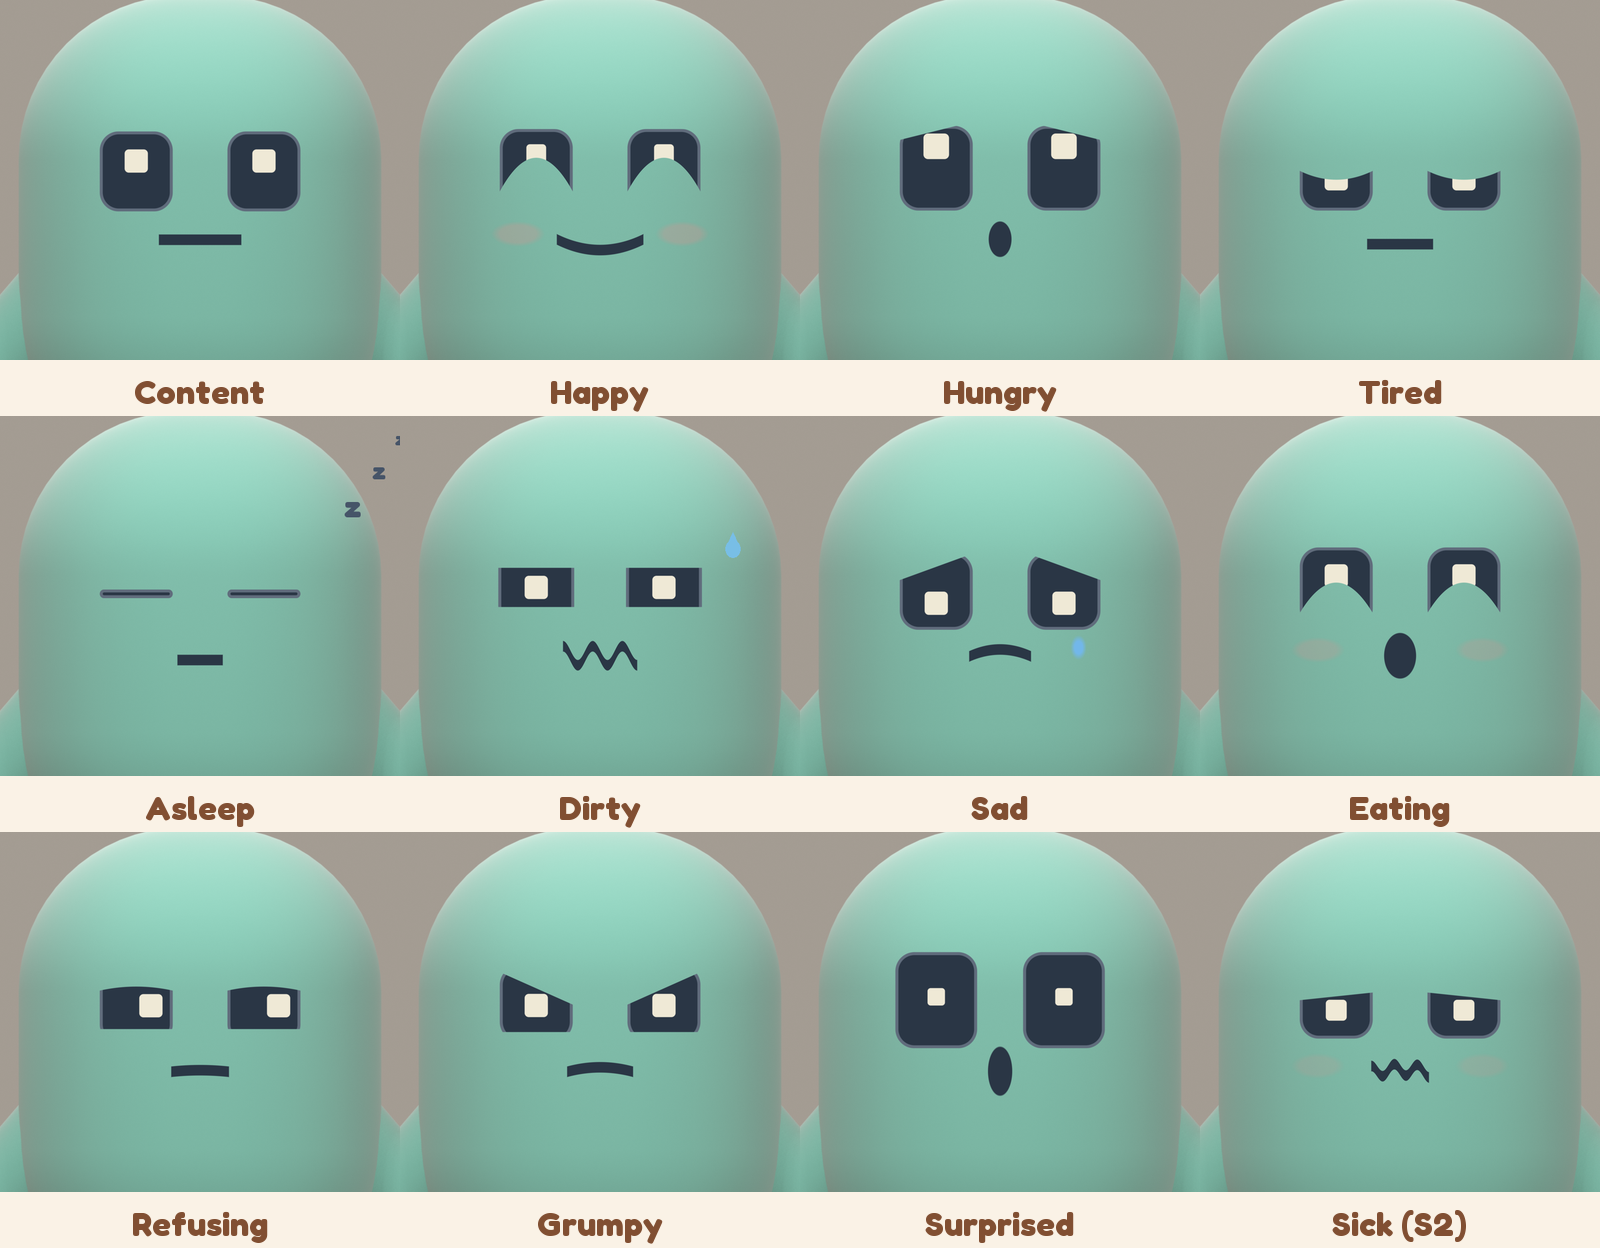 Content Happy Hungry Tired
z
z
z
Asleep Dirty Sad Eating
Refusing Grumpy Surprised Sick (S2)